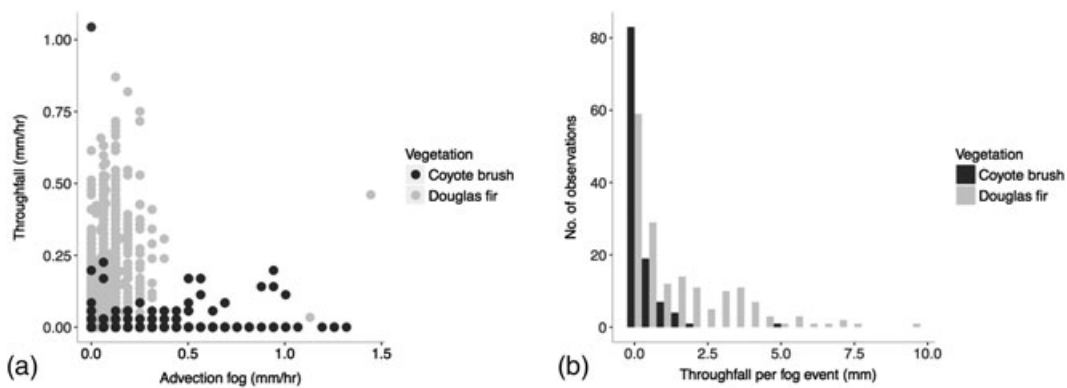 1.00
0.75
0.50
0.25
0.00
Throughfall (mm/hr)
0.0 0.5 1.0 1.5
Advection fog (mm/hr)
Vegetation
Coyote brush
Douglas fir
(a)
80
60
40
20
0
No. of observations
0.0 2.5 5.0 7.5 10.0
Throughfall per fog event (mm)
Vegetation
Coyote brush
Douglas fir
(b)